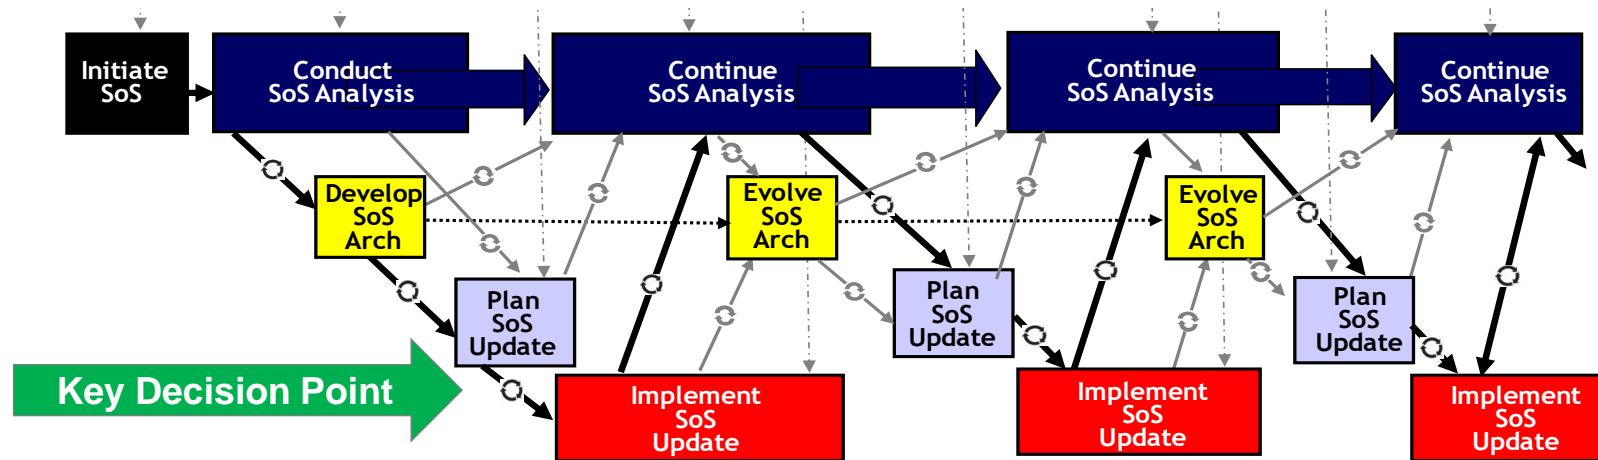 Initiate
SoS
Conduct
SoS Analysis
Continue
SoS Analysis
Continue
SoS Analysis
Continue
SoS Analysis
Develop
SoS
Arch
Evolve
SoS
Arch
Evolve
SoS
Arch
Plan
SoS
Update
Plan
SoS
Update
Plan
SoS
Update
Key Decision Point
Implement
SoS
Update
Implement
SoS
Update
Implement
SoS
Update